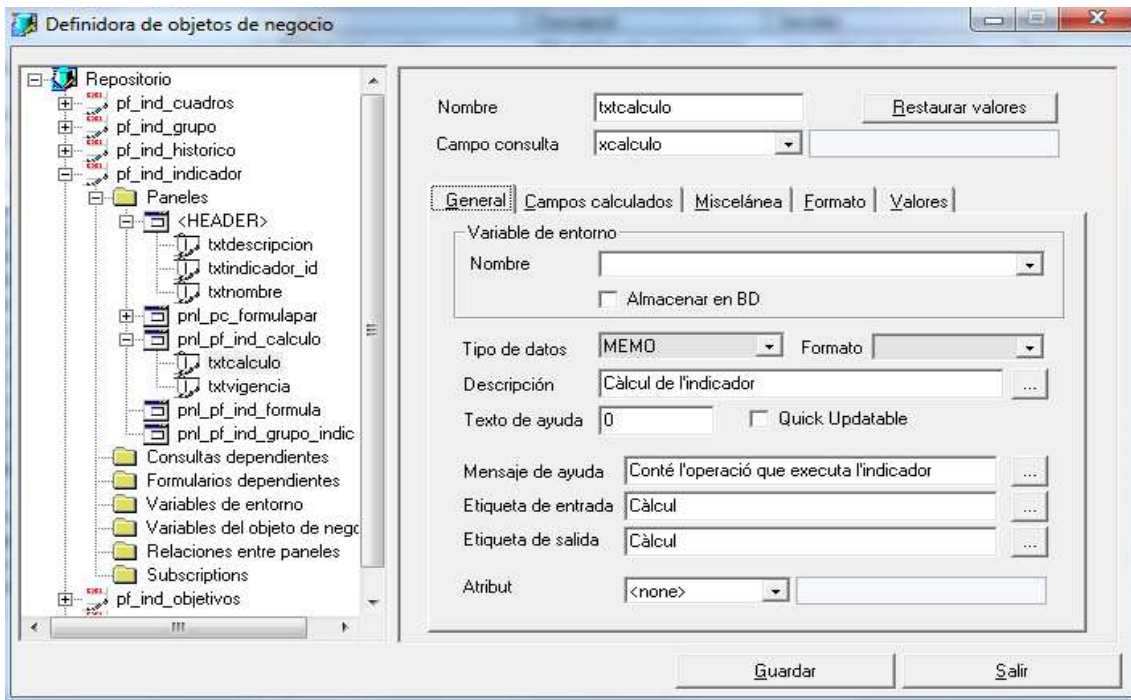 Definidora de objetos de negocio
Repositorio
pf_ind_cuadros
pf_ind_grupo
pf_ind_historico
pf_ind_indicador
Paneles
<HEADER>
txtdescripcion
txtindicador_id
txtnombre
pnl_pc_formulapar
pnl_pf_ind_calculo
txtcalculo
txtvigencia
pnl_pf_ind_formula
pnl_pf_ind_grupo_indic
Consultas dependientes
Formularios dependientes
Variables de entorno
Variables del objeto de nego
Relaciones entre paneles
Subscriptions
pf_ind_objetivos
Nombre txtcalculo Restaurar valores
Campo consulta xcalculo
General Campos calculados Miscelánea Formato Valores
Variable de entorno
Nombre
Almacenar en BD
Tipo de datos MEMO Formato
Descripción Càlcul de l'indicador ...
Texto de ayuda 0 Quick Updatable
Mensaje de ayuda Conté l'operació que executa l'indicador ...
Etiqueta de entrada Càlcul ...
Etiqueta de salida Càlcul ...
Atribut <none>
Guardar Salir